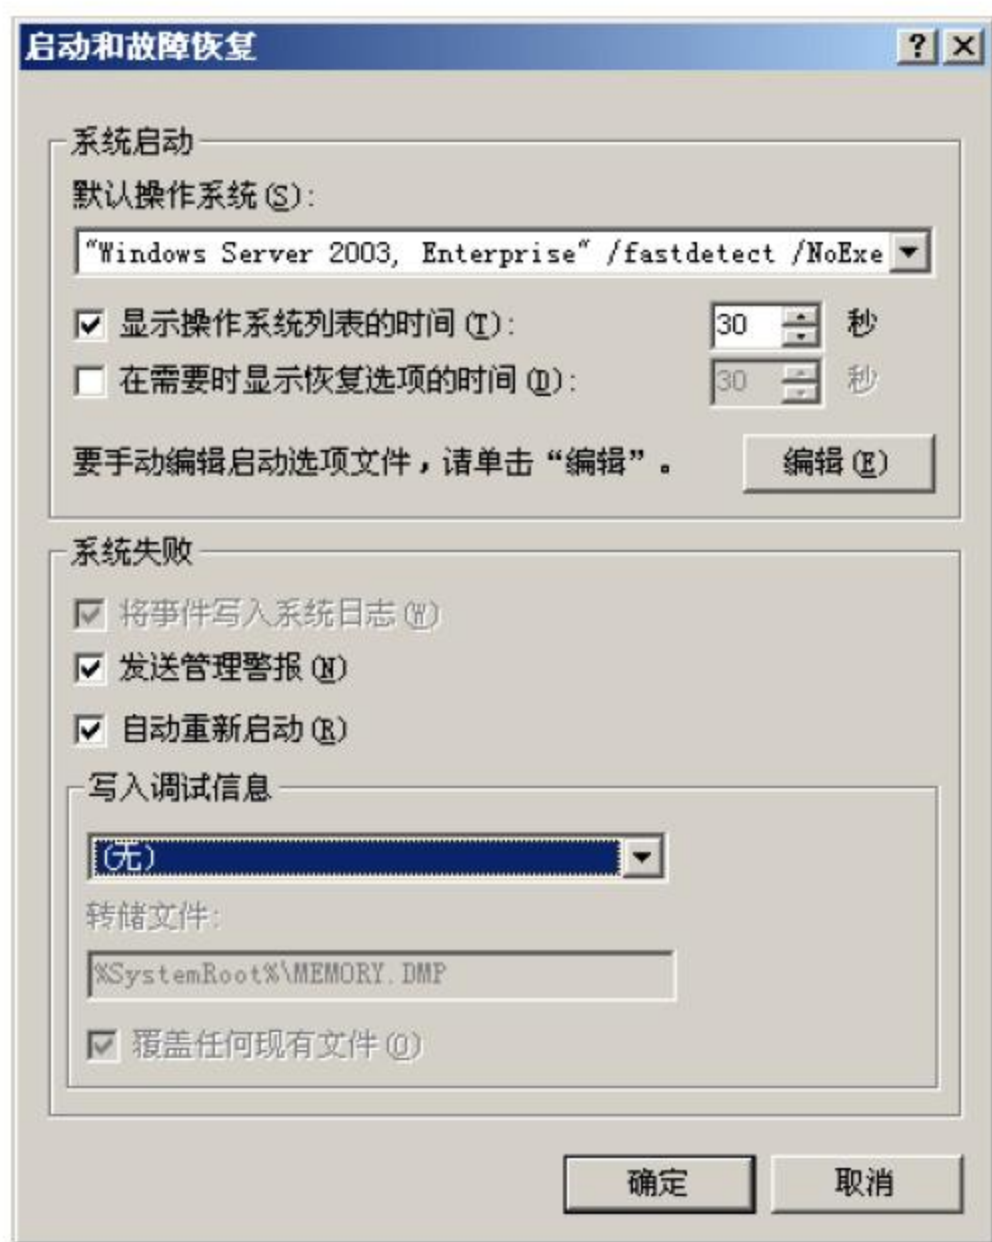 启动和故障恢复
系统启动
默认操作系统(S):
"Windows Server 2003, Enterprise" /fastdetect /NoExe
显示操作系统列表的时间(T): 30 秒
在需要时显示恢复选项的时间(D): 30 秒
要手动编辑启动选项文件，请单击“编辑”。 编辑(E)
系统失败
将事件写入系统日志(W)
发送管理警报(N)
自动重新启动(R)
写入调试信息
(无)
转储文件:
%SystemRoot%\MEMORY.DMP
覆盖任何现有文件(O)
确定 取消